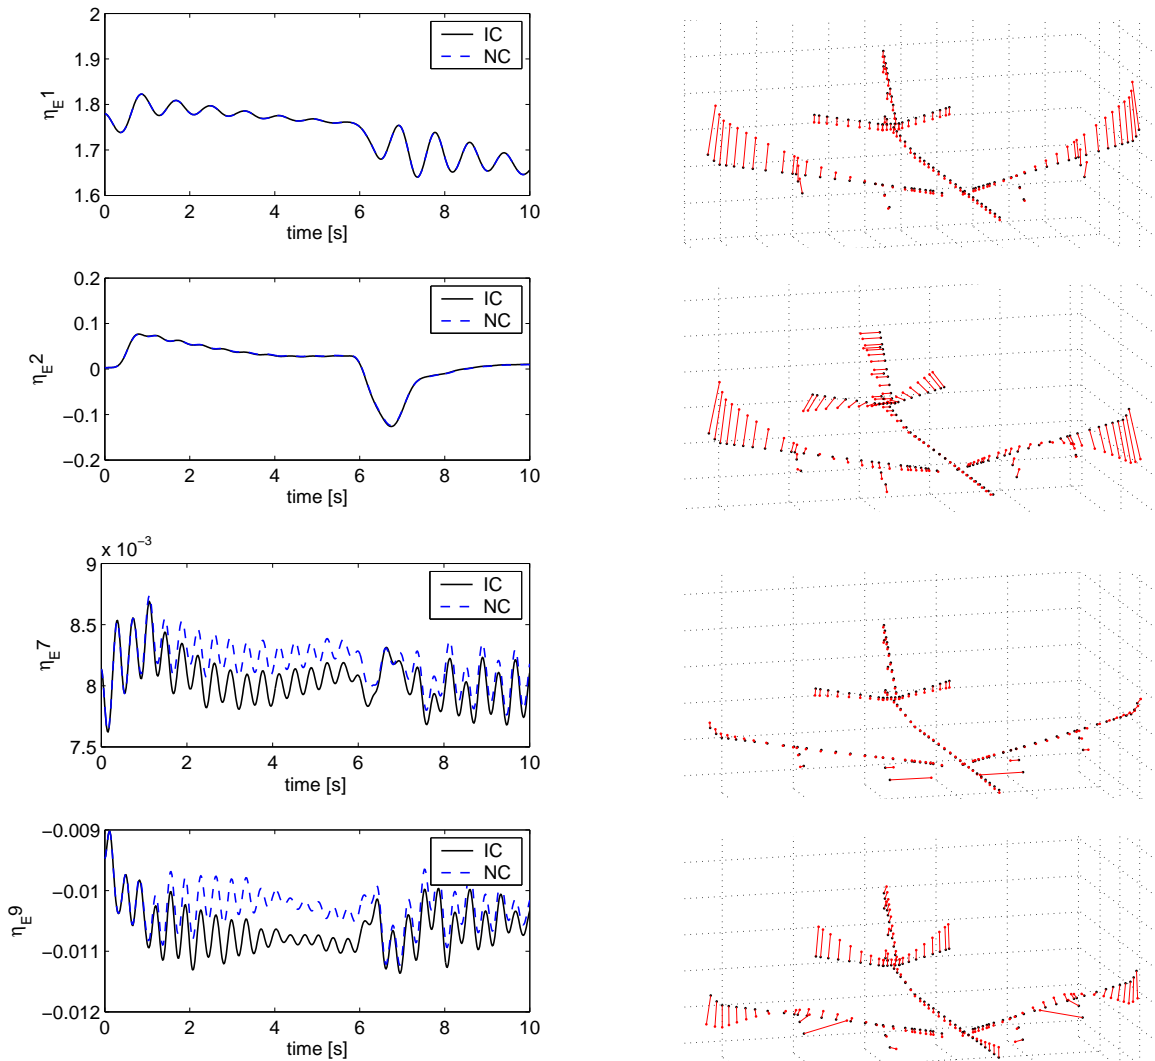 2
1.9
1.8
1.7
1.6
η_E1
IC
NC
0 2 4 6 8 10
time [s]
0.2
0.1
0
−0.1
−0.2
η_E2
IC
NC
0 2 4 6 8 10
time [s]
x 10^−3
9
8.5
8
7.5
η_E7
IC
NC
0 2 4 6 8 10
time [s]
−0.009
−0.01
−0.011
−0.012
η_E9
IC
NC
0 2 4 6 8 10
time [s]